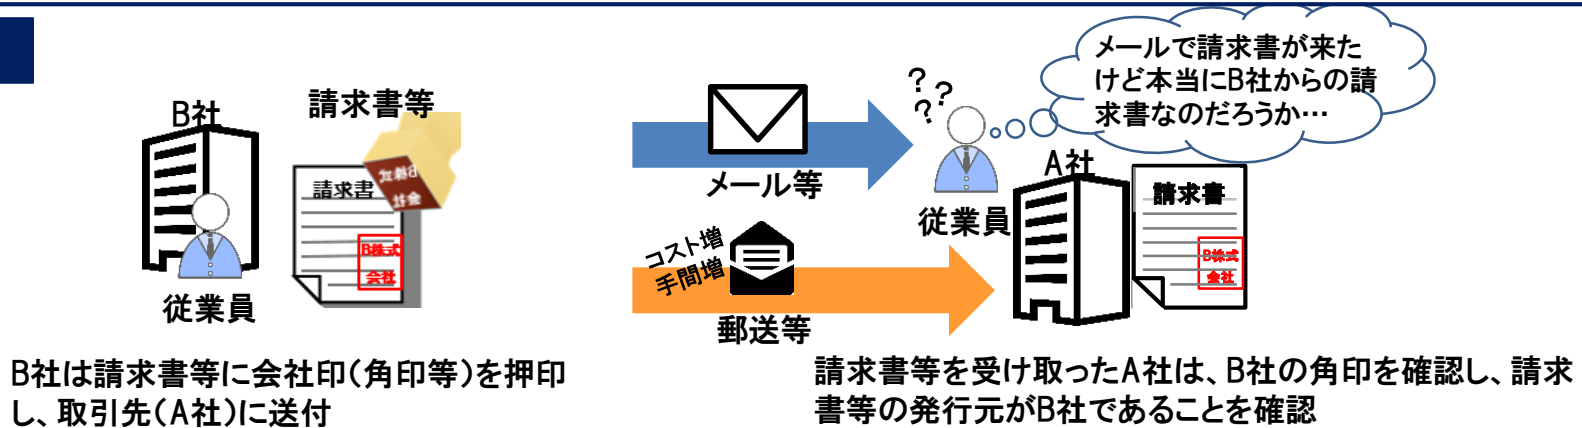 B社
請求書等
請求書
B株式
会社
B株式
会社
従業員
B社は請求書等に会社印(角印等)を押印
し、取引先(A社)に送付
メール等
コスト増
手間増
郵送等
? ? ?
メールで請求書が来た
けど本当にB社からの請
求書なのだろうか…
従業員
A社
請求書
B株式
会社
請求書等を受け取ったA社は、B社の角印を確認し、請求
書等の発行元がB社であることを確認